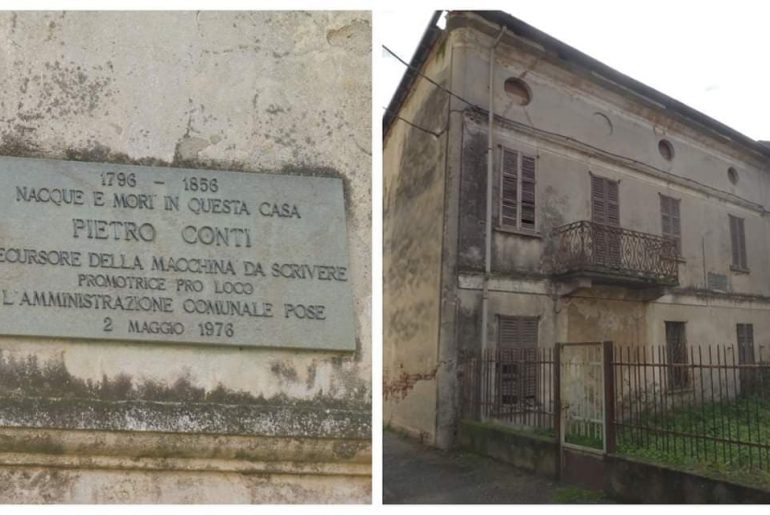 1796 - 1856
NACQUE E MORÌ IN QUESTA CASA
PIETRO CONTI
ECURSORE DELLA MACCHINA DA SCRIVERE
PROMOTRICE PRO LOCO
L'AMMINISTRAZIONE COMUNALE POSE
2 MAGGIO 1976